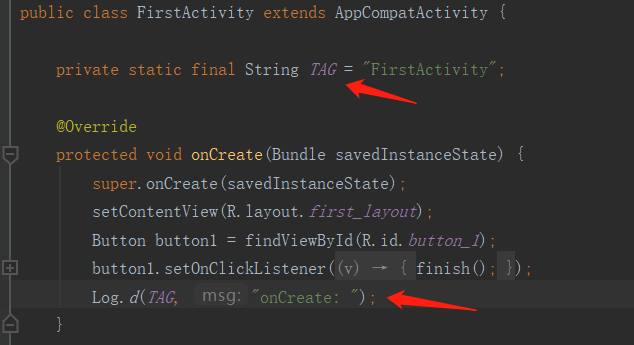 public class FirstActivity extends AppCompatActivity {
private static final String TAG = "FirstActivity";
@Override
protected void onCreate(Bundle savedInstanceState) {
super.onCreate(savedInstanceState);
setContentView(R.layout.first_layout);
Button button1 = findViewById(R.id.button_1);
button1.setOnClickListener((v) → { finish(); });
Log.d(TAG, msg: "onCreate: ");
}